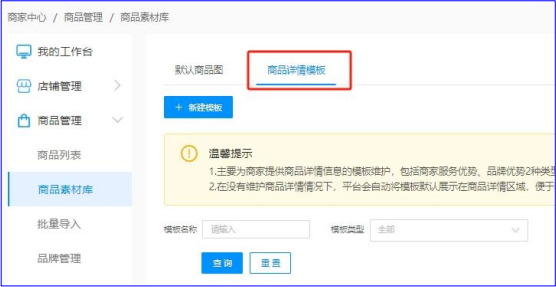 商家中心 / 商品管理 / 商品素材库
我的工作台
店铺管理
商品管理
商品列表
商品素材库
批量导入
品牌管理
默认商品图
商品详情模板
+ 新建模板
温馨提示
1.主要为商家提供商品详情信息的模板维护，包括商家服务优势、品牌优势2种类型
2.在没有维护商品详情情况下，平台会自动将模板默认展示在商品详情区域，便于
模板名称 请输入 模板类型 全部
查询 重置